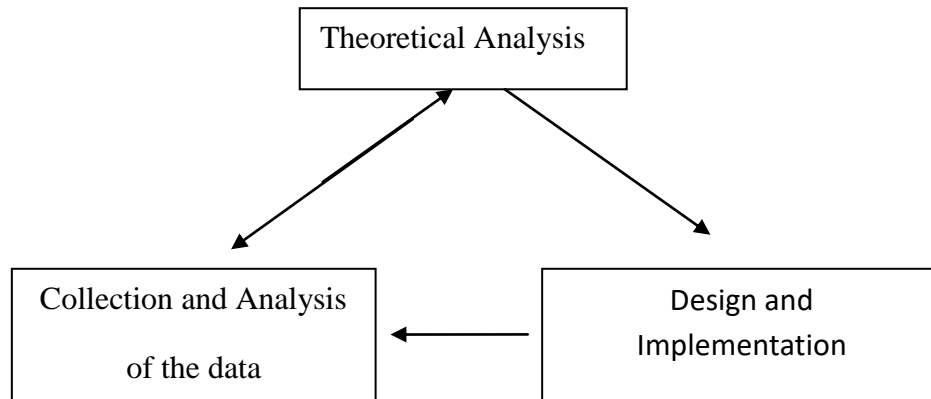 Theoretical Analysis
Collection and Analysis
of the data
Design and
Implementation